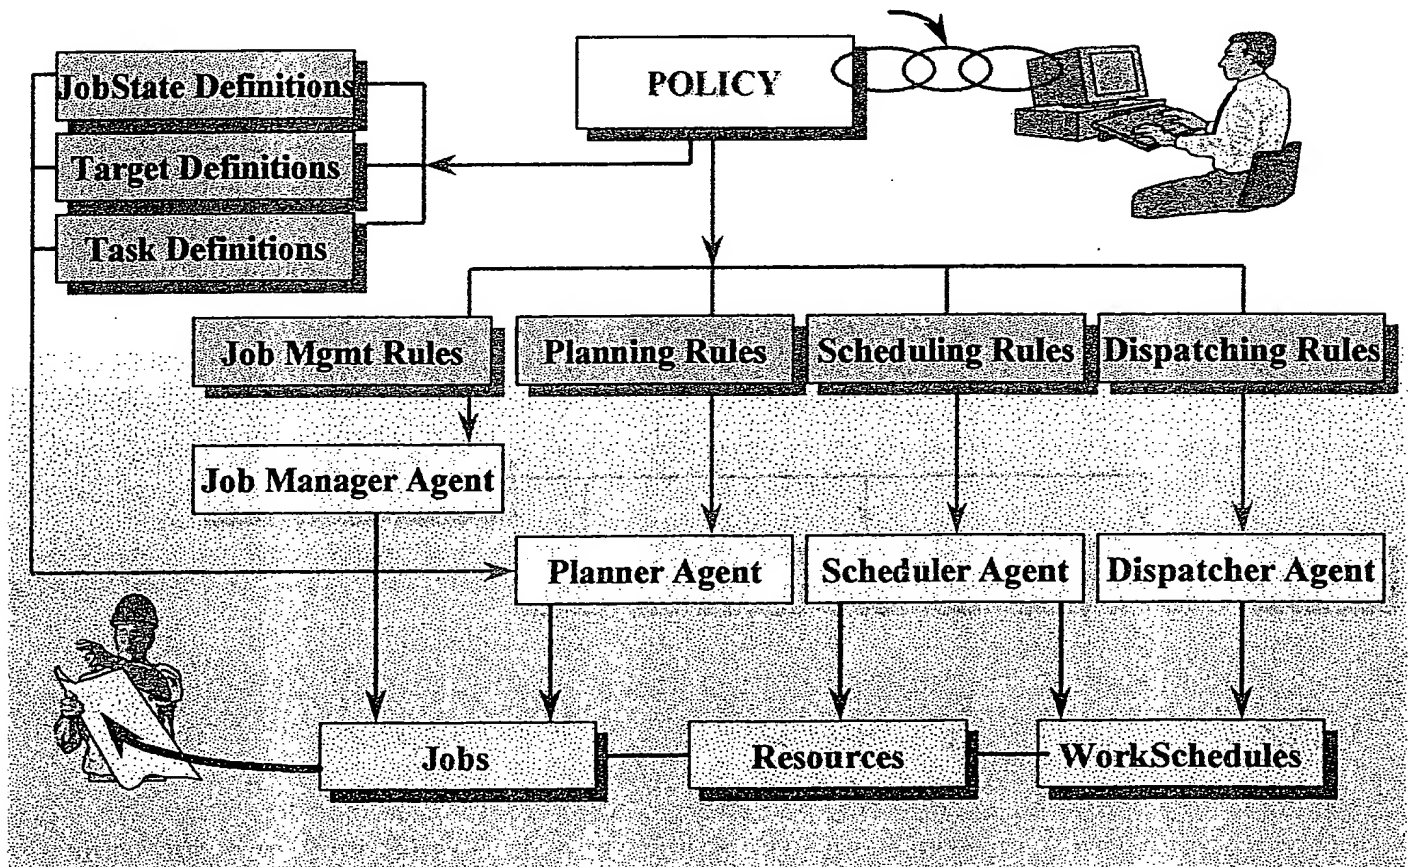 POLICY
JobState Definitions
Target Definitions
Task Definitions
Job Mgmt Rules
Planning Rules
Scheduling Rules
Dispatching Rules
Job Manager Agent
Planner Agent
Scheduler Agent
Dispatcher Agent
Jobs
Resources
WorkSchedules